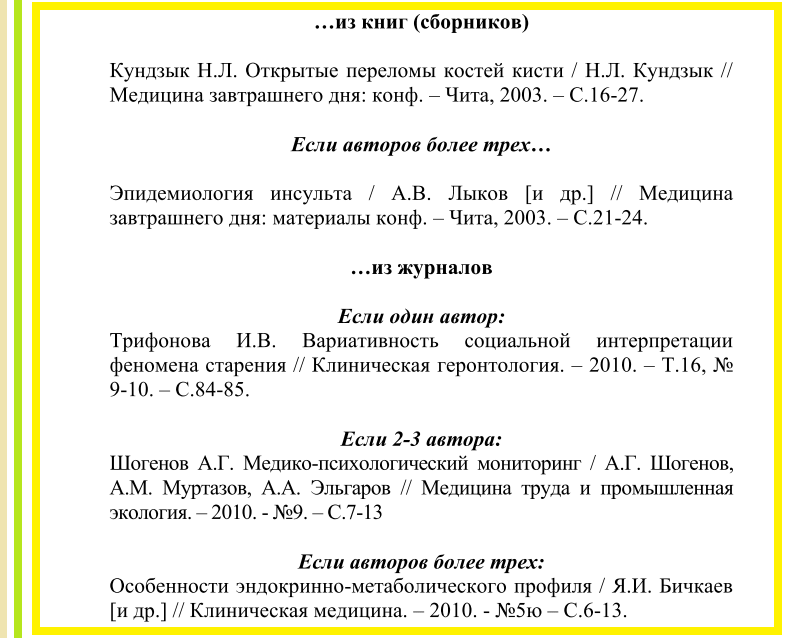 …из книг (сборников)
Кундзык Н.Л. Открытые переломы костей кисти / Н.Л. Кундзык //
Медицина завтрашнего дня: конф. – Чита, 2003. – С.16-27.
Если авторов более трех…
Эпидемиология инсульта / А.В. Лыков [и др.] // Медицина
завтрашнего дня: материалы конф. – Чита, 2003. – С.21-24.
…из журналов
Если один автор:
Трифонова И.В. Вариативность социальной интерпретации
феномена старения // Клиническая геронтология. – 2010. – Т.16, №
9-10. – С.84-85.
Если 2-3 автора:
Шогенов А.Г. Медико-психологический мониторинг / А.Г. Шогенов,
А.М. Муртазов, А.А. Эльгаров // Медицина труда и промышленная
экология. – 2010. - №9. – С.7-13
Если авторов более трех:
Особенности эндокринно-метаболического профиля / Я.И. Бичкаев
[и др.] // Клиническая медицина. – 2010. - №5ю – С.6-13.